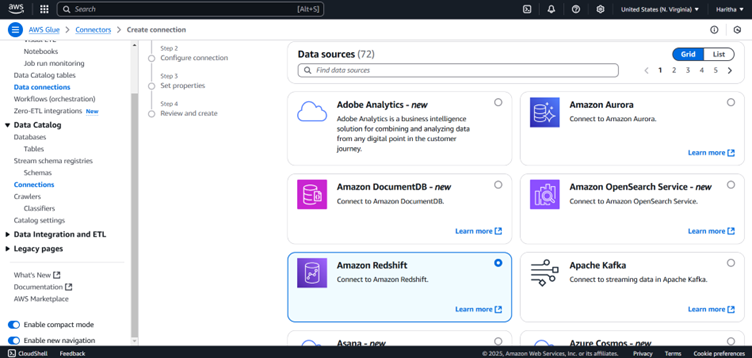 aws
Search
[Alt+S]
United States (N. Virginia)
Haritha
AWS Glue
Connectors
Create connection
Notebooks
Job run monitoring
Data Catalog tables
Data connections
Workflows (orchestration)
Zero-ETL integrations New
Data Catalog
Databases
Tables
Stream schema registries
Schemas
Connections
Crawlers
Classifiers
Catalog settings
Data Integration and ETL
Legacy pages
What's New
Documentation
AWS Marketplace
Enable compact mode
Enable new navigation
Step 2
Configure connection
Step 3
Set properties
Step 4
Review and create
Data sources (72)
Grid
List
Find data sources
1 2 3 4 5
Adobe Analytics - new
Adobe Analytics is a business intelligence
solution for combining and analyzing data
from any digital point in the customer
journey.
Amazon Aurora
Connect to Amazon Aurora.
Learn more
Amazon DocumentDB - new
Connect to Amazon DocumentDB.
Learn more
Amazon OpenSearch Service - new
Connect to Amazon OpenSearch Service.
Learn more
Amazon Redshift
Connect to Amazon Redshift.
Learn more
Apache Kafka
Connect to streaming data in Apache Kafka.
Learn more
Asana - new
Azure Cosmos - new
CloudShell
Feedback
© 2025, Amazon Web Services, Inc. or its affiliates.
Privacy
Terms
Cookie preferences